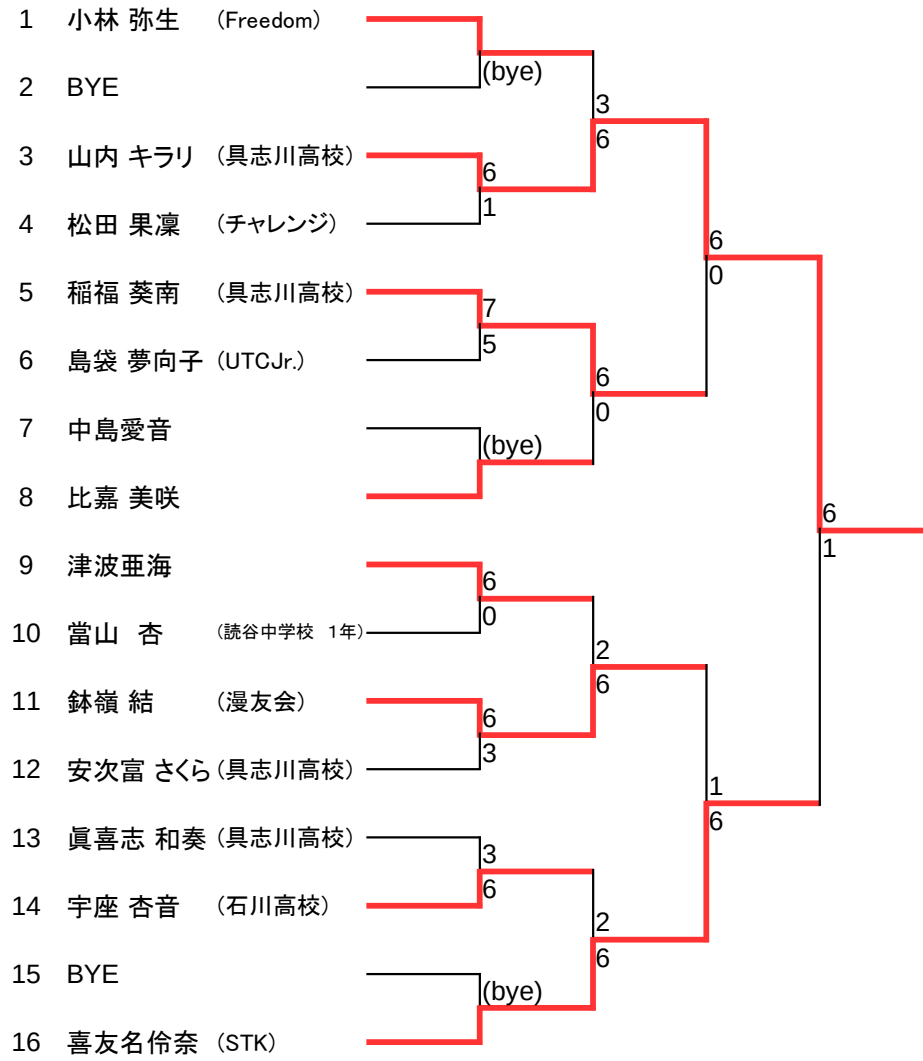 1 小林 弥生 (Freedom)
(bye)
2 BYE
3
6
3 山内 キラリ (具志川高校)
6
1
4 松田 果凜 (チャレンジ)
6
0
5 稲福 葵南 (具志川高校)
7
5
6 島袋 夢向子 (UTCJr.)
6
0
7 中島愛音
(bye)
8 比嘉 美咲
6
1
9 津波亜海
6
0
10 當山 杏 (読谷中学校 1年)
2
6
11 鉢嶺 結 (漫友会)
6
3
12 安次富 さくら (具志川高校)
1
6
13 眞喜志 和奏 (具志川高校)
3
6
14 宇座 杏音 (石川高校)
2
6
15 BYE
(bye)
16 喜友名伶奈 (STK)